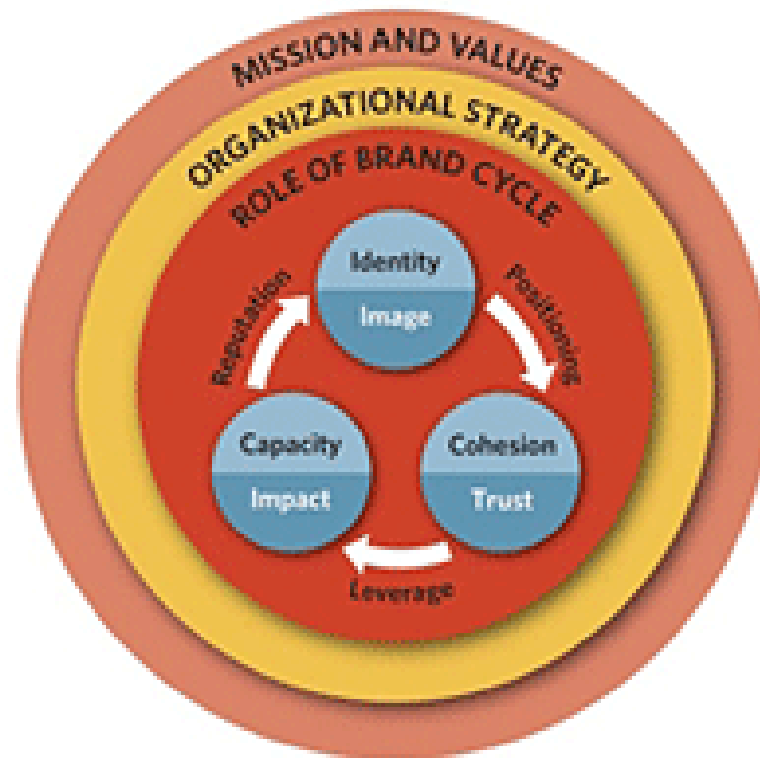 MISSION AND VALUES
ORGANIZATIONAL STRATEGY
ROLE OF BRAND CYCLE
Identity
Image
Reputation
Positioning
Capacity
Impact
Cohesion
Trust
Leverage